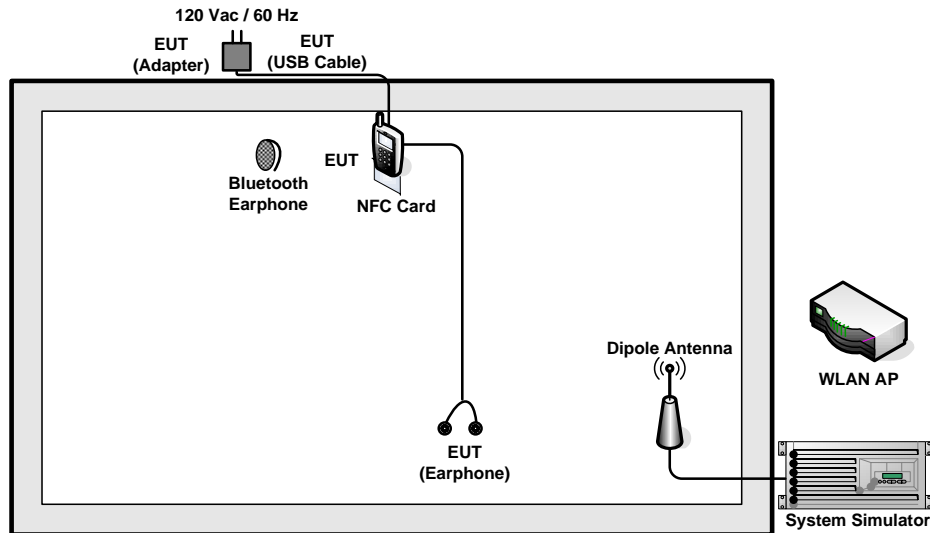 120 Vac / 60 Hz
EUT
(Adapter)
EUT
(USB Cable)
EUT
Bluetooth
Earphone
NFC Card
Dipole Antenna
WLAN AP
EUT
(Earphone)
System Simulator